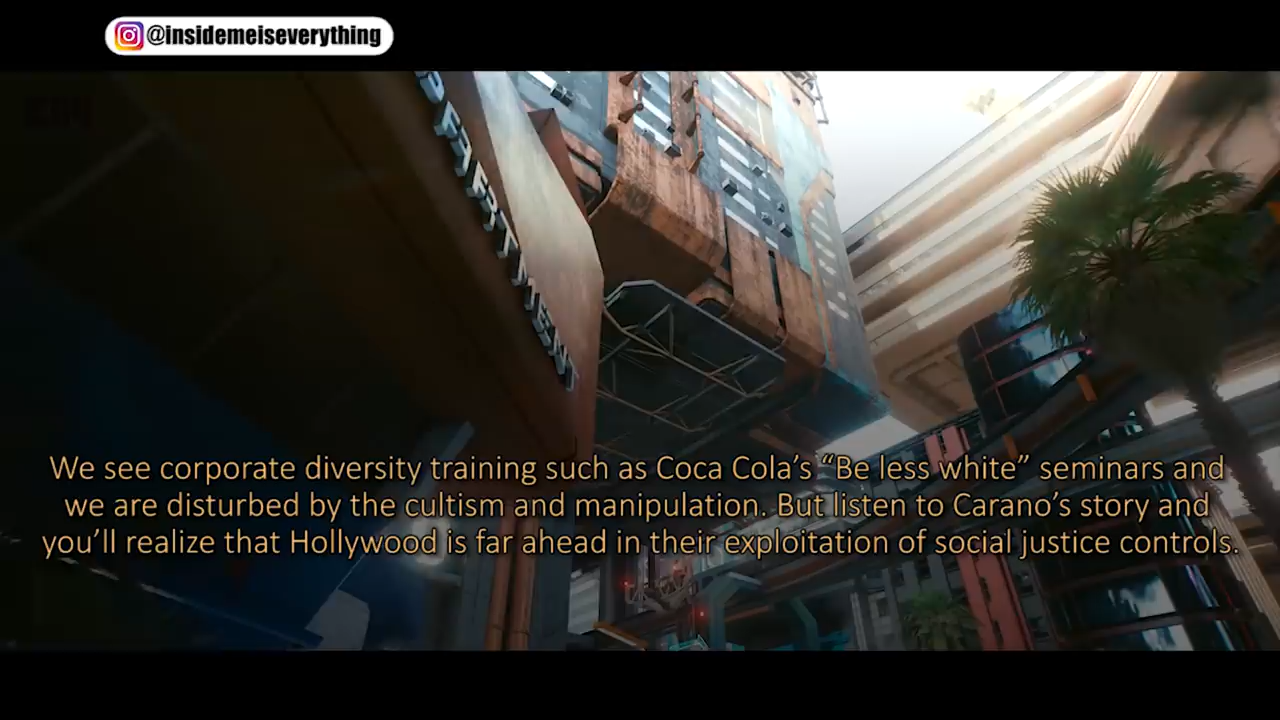 @insidemeiseverything
APARTMENT
We see corporate diversity training such as Coca Cola’s “Be less white” seminars and
we are disturbed by the cultism and manipulation. But listen to Carano’s story and
you’ll realize that Hollywood is far ahead in their exploitation of social justice controls.